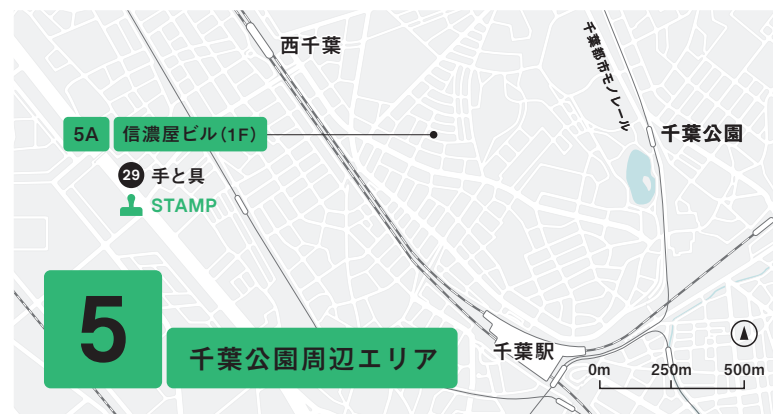 西千葉
千葉都市モノレール
千葉公園
5A 信濃屋ビル(1F)
29 手と具
STAMP
5
千葉公園周辺エリア
千葉駅
0m 250m 500m